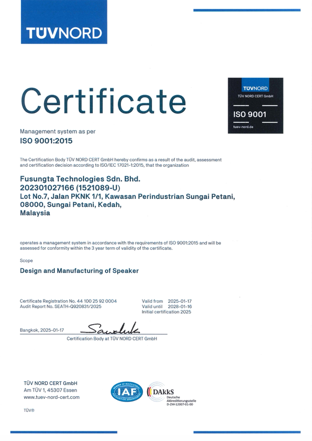 TÜVNORD
TÜVNORD
TÜV NORD CERT GmbH
ISO 9001
tuev-nord.de
Certificate
Management system as per
ISO 9001:2015
The Certification Body TÜV NORD CERT GmbH hereby confirms as a result of the audit, assessment
and certification decision according to ISO/IEC 17021-1:2015, that the organization
Fusungta Technologies Sdn. Bhd.
202301027166 (1521089-U)
Lot No.7, Jalan PKNK 1/1, Kawasan Perindustrian Sungai Petani,
08000, Sungai Petani, Kedah,
Malaysia
operates a management system in accordance with the requirements of ISO 9001:2015 and will be
assessed for conformity within the 3 year term of validity of the certificate.
Scope
Design and Manufacturing of Speaker
Certificate Registration No. 44 100 25 92 0004
Audit Report No. SEATH-Q920831/2025
Valid from 2025-01-17
Valid until 2028-01-16
Initial certification 2025
Bangkok, 2025-01-17
Certification Body at TÜV NORD CERT GmbH
TÜV NORD CERT GmbH
Am TÜV 1, 45307 Essen
www.tuev-nord-cert.com
IAF
DAkkS
Deutsche
Akkreditierungsstelle
TÜV®